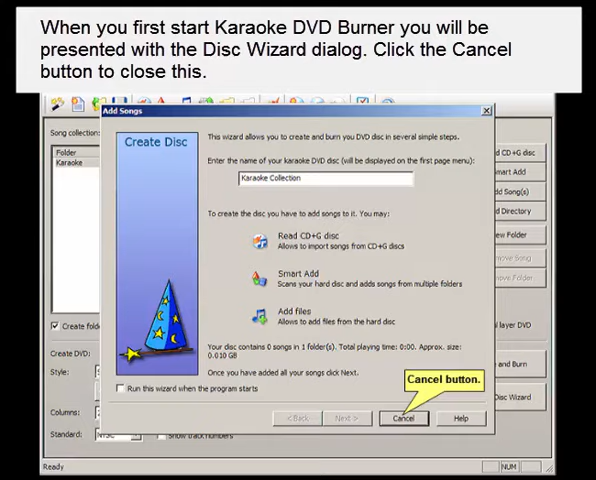 When you first start Karaoke DVD Burner you will be
presented with the Disc Wizard dialog. Click the Cancel
button to close this.
Add Songs
Song collection:
Folder
Karaoke
Create Disc
This wizard allows you to create and burn you DVD disc in several simple steps.
Enter the name of your karaoke DVD disc (will be displayed on the first page menu):
Karaoke Collection
To create the disc you have to add songs to it. You may:
Read CD+G disc
Allows to import songs from CD+G discs
Smart Add
Scans your hard disc and adds songs from multiple folders
Add files
Allows to add files from the hard disc
Your disc contains 0 songs in 1 folder(s). Total playing time: 0:00. Approx. size:
0.010 GB
Once you have added all your songs click Next.
Run this wizard when the program starts
Cancel button.
< Back
Next >
Cancel
Help
d CD+G disc
mart Add
dd Song(s)
d Directory
ew Folder
move Song
move Folder
l layer DVD
and Burn
Disc Wizard
Create fold
Create DVD:
Style:
Columns:
Standard:
NTSC
Show track numbers
Ready
NUM